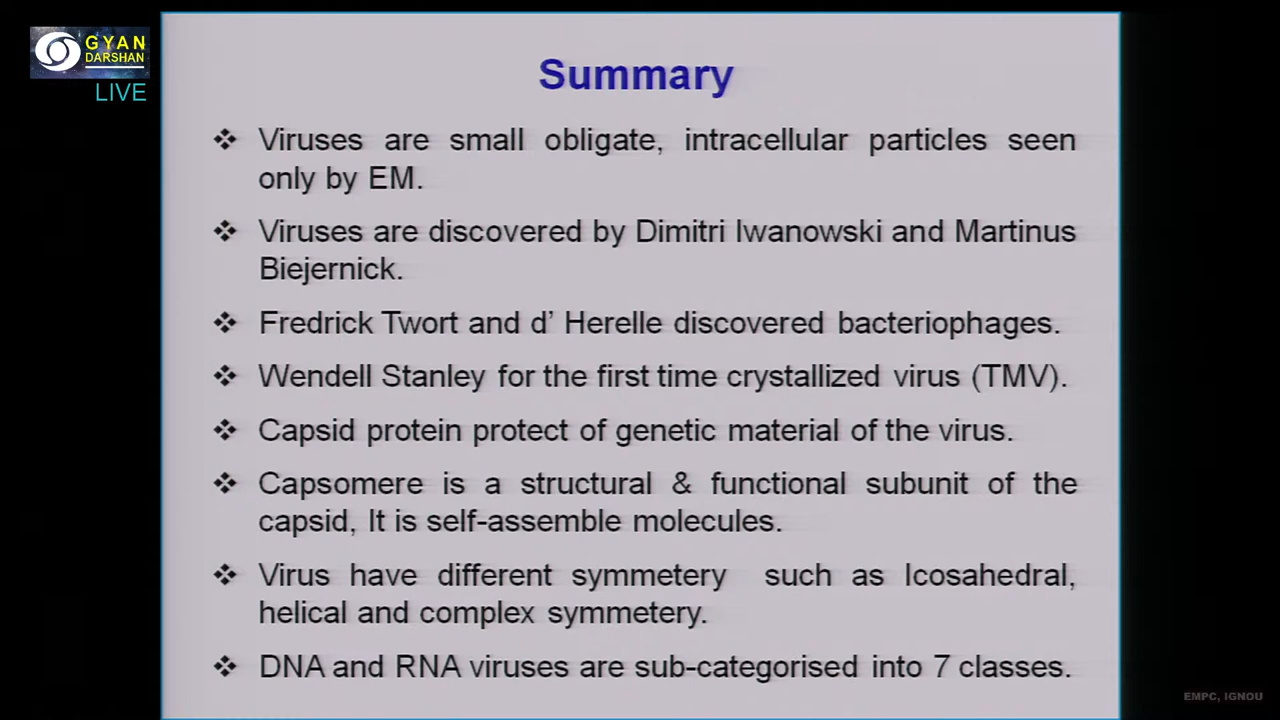 GYAN
DARSHAN
LIVE
Summary
❖ Viruses are small obligate, intracellular particles seen
only by EM.
❖ Viruses are discovered by Dimitri Iwanowski and Martinus
Biejernick.
❖ Fredrick Twort and d’ Herelle discovered bacteriophages.
❖ Wendell Stanley for the first time crystallized virus (TMV).
❖ Capsid protein protect of genetic material of the virus.
❖ Capsomere is a structural & functional subunit of the
capsid, It is self-assemble molecules.
❖ Virus have different symmetery such as Icosahedral,
helical and complex symmetery.
❖ DNA and RNA viruses are sub-categorised into 7 classes.
EMPC, IGNOU